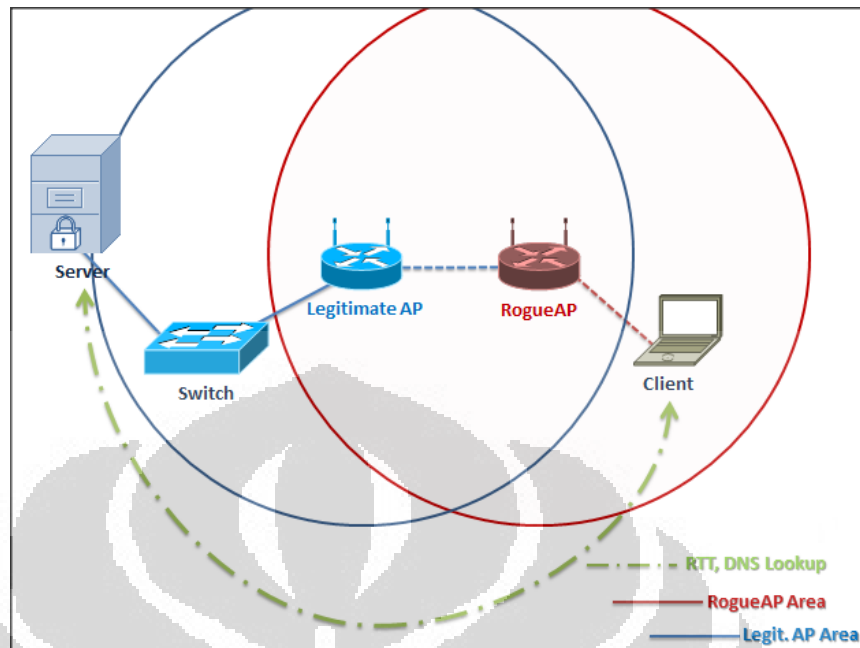 Server
Legitimate AP
RogueAP
Switch
Client
RTT, DNS Lookup
RogueAP Area
Legit. AP Area